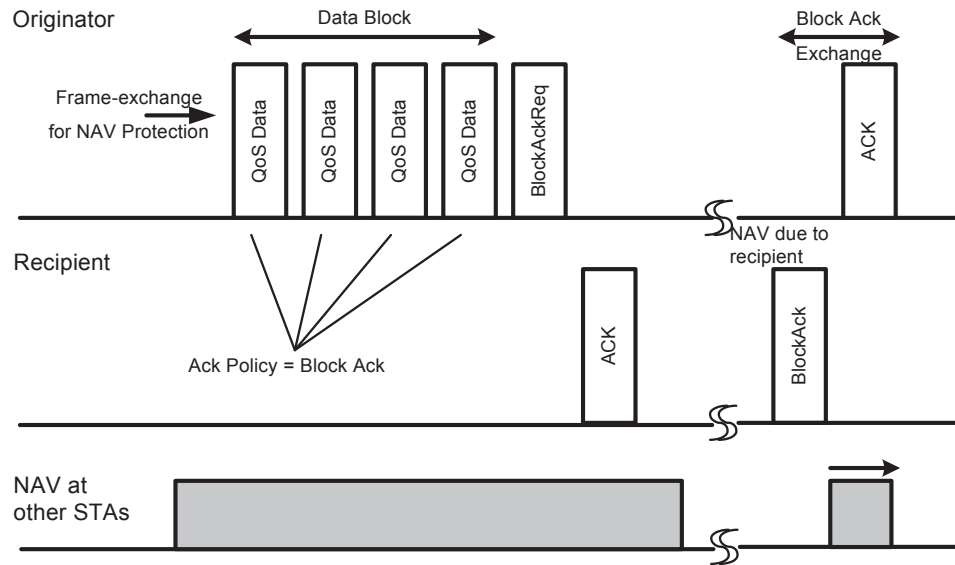 Originator
Data Block
Block Ack
Exchange
Frame-exchange
for NAV Protection
QoS Data
QoS Data
QoS Data
QoS Data
BlockAckReq
ACK
NAV due to
recipient
Recipient
Ack Policy = Block Ack
ACK
BlockAck
NAV at
other STAs